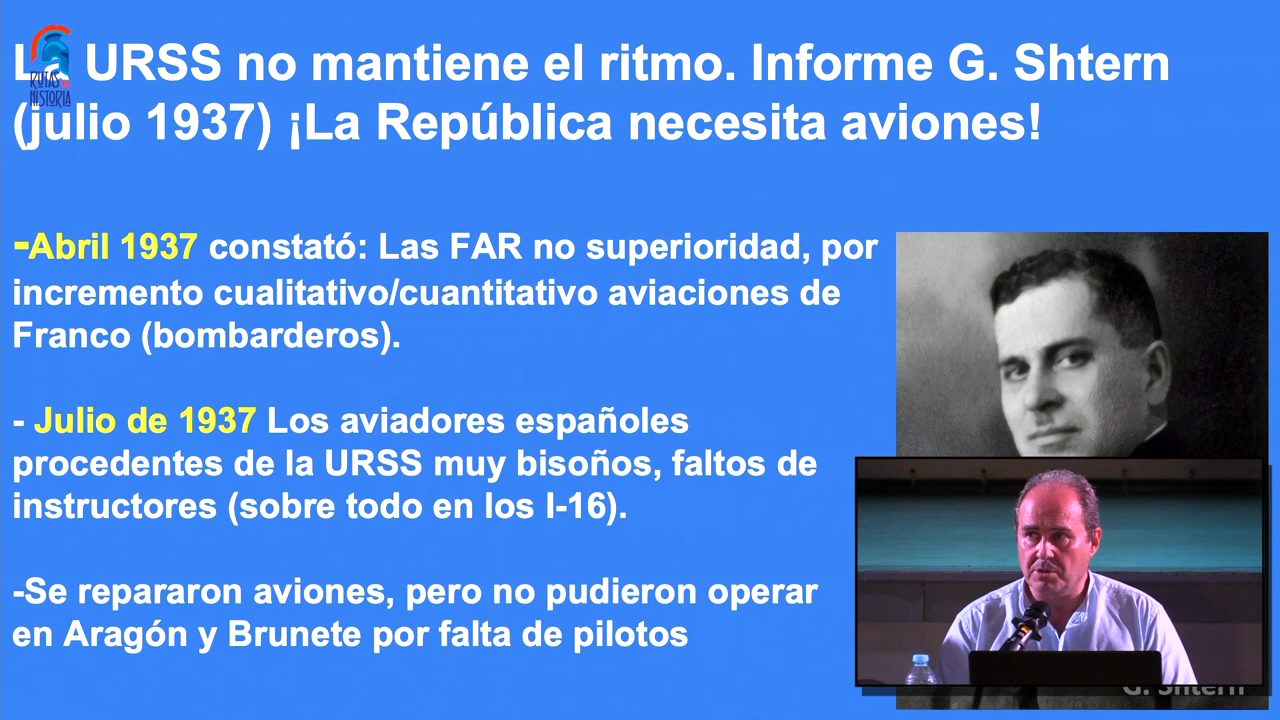 La URSS no mantiene el ritmo. Informe G. Shtern
(julio 1937) ¡La República necesita aviones!
RUTAS
HISTORIA
-Abril 1937 constató: Las FAR no superioridad, por
incremento cualitativo/cuantitativo aviaciones de
Franco (bombarderos).
- Julio de 1937 Los aviadores españoles
procedentes de la URSS muy bisoños, faltos de
instructores (sobre todo en los I-16).
-Se repararon aviones, pero no pudieron operar
en Aragón y Brunete por falta de pilotos
G. Shtern